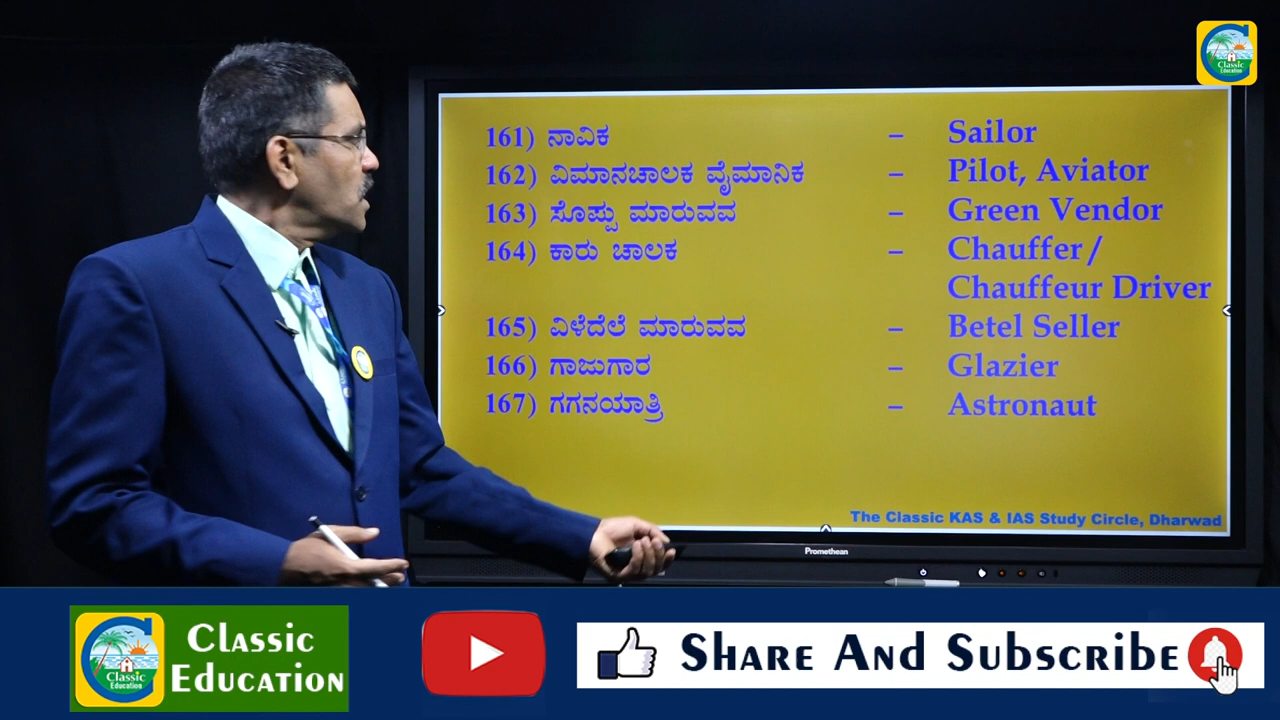 Classic
Education
161) ನಾವಿಕ – Sailor
162) ವಿಮಾನಚಾಲಕ ವೈಮಾನಿಕ – Pilot, Aviator
163) ಸೊಪ್ಪು ಮಾರುವವ – Green Vendor
164) ಕಾರು ಚಾಲಕ – Chauffer /
Chauffeur Driver
165) ವಿಳೆದೆಲೆ ಮಾರುವವ – Betel Seller
166) ಗಾಜುಗಾರ – Glazier
167) ಗಗನಯಾತ್ರಿ – Astronaut
The Classic KAS & IAS Study Circle, Dharwad
Promethean
Classic
Education
Classic
Education
Share And Subscribe